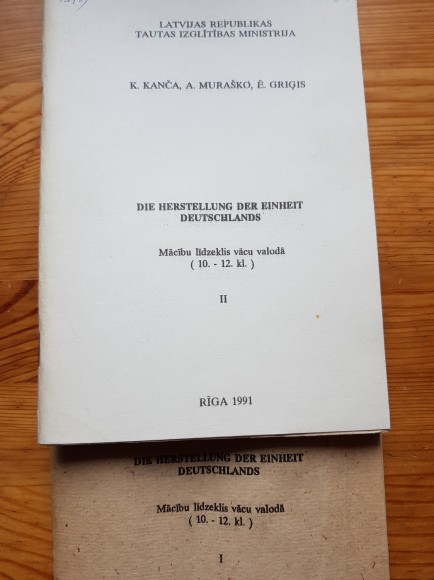 LATVIJAS REPUBLIKAS
TAUTAS IZGLĪTĪBAS MINISTRIJA
K. KANČA, A. MURAŠKO, Ē. GRIĢIS
DIE HERSTELLUNG DER EINHEIT
DEUTSCHLANDS
Mācību līdzeklis vācu valodā
( 10. - 12. kl. )
II
RĪGA 1991
DIE HERSTELLUNG DER EINHEIT
DEUTSCHLANDS
Mācību līdzeklis vācu valodā
( 10. - 12. kl. )
I